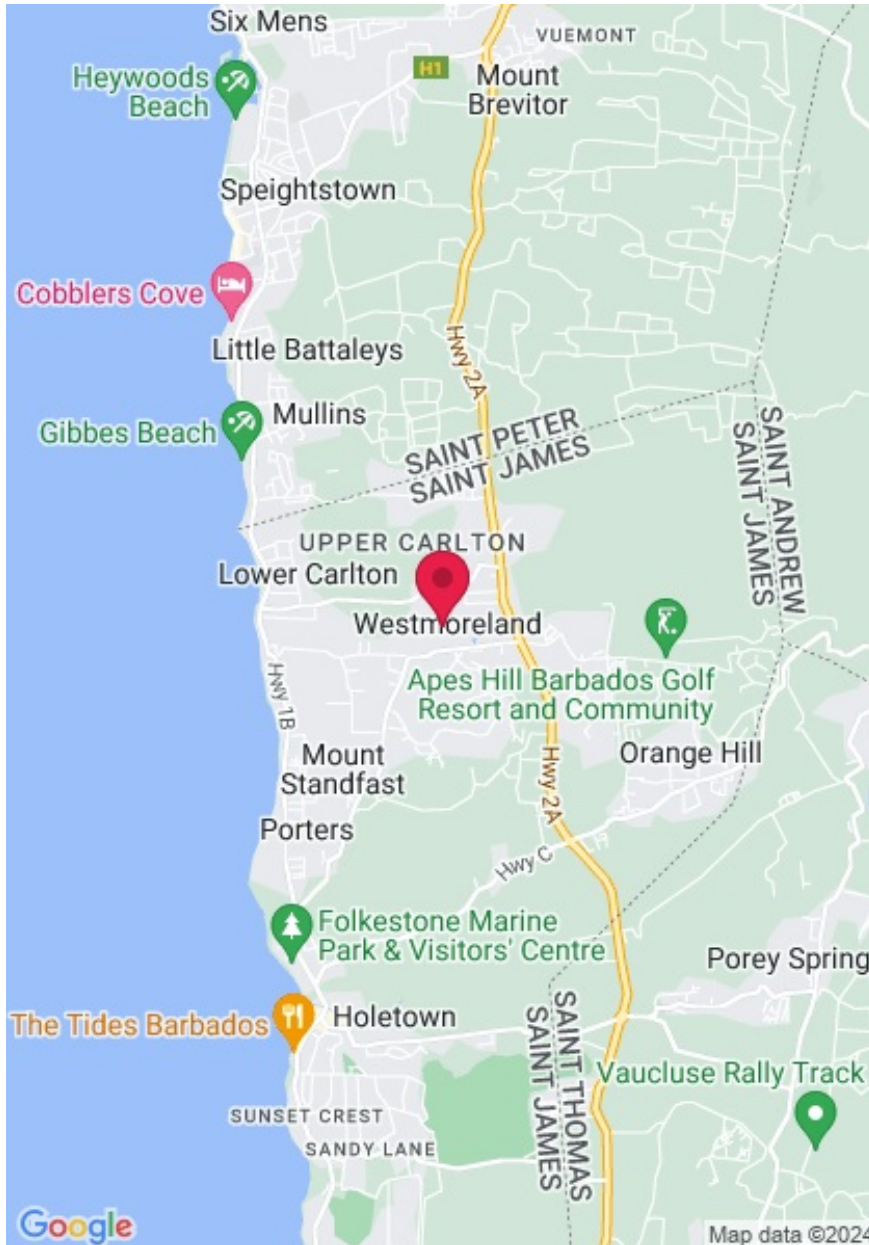 Six Mens
VUEMONT
H1
Heywoods
Beach
Mount
Brevitor
Speightstown
Cobblers Cove
Hwy 2A
Little Battaleys
Gibbes Beach
Mullins
SAINT PETER
SAINT JAMES
SAINT ANDREW
SAINT JAMES
UPPER CARLTON
Lower Carlton
Westmoreland
Hwy 1B
Apes Hill Barbados Golf
Resort and Community
Mount
Standfast
Orange Hill
Hwy 2A
Porters
Hwy C
Folkestone Marine
Park & Visitors' Centre
Porey Spring
The Tides Barbados
Holetown
SAINT THOMAS
SAINT JAMES
Vaucluse Rally Track
SUNSET CREST
SANDY LANE
Google
Map data ©2024